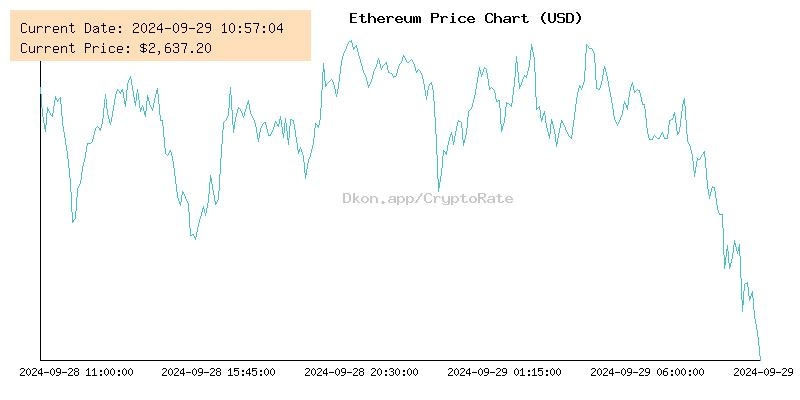 Ethereum Price Chart (USD)
Current Date: 2024-09-29 10:57:04
Current Price: $2,637.20
Dkon.app/CryptoRate
2024-09-28 11:00:00 2024-09-28 15:45:00 2024-09-28 20:30:00 2024-09-29 01:15:00 2024-09-29 06:00:00 2024-09-29